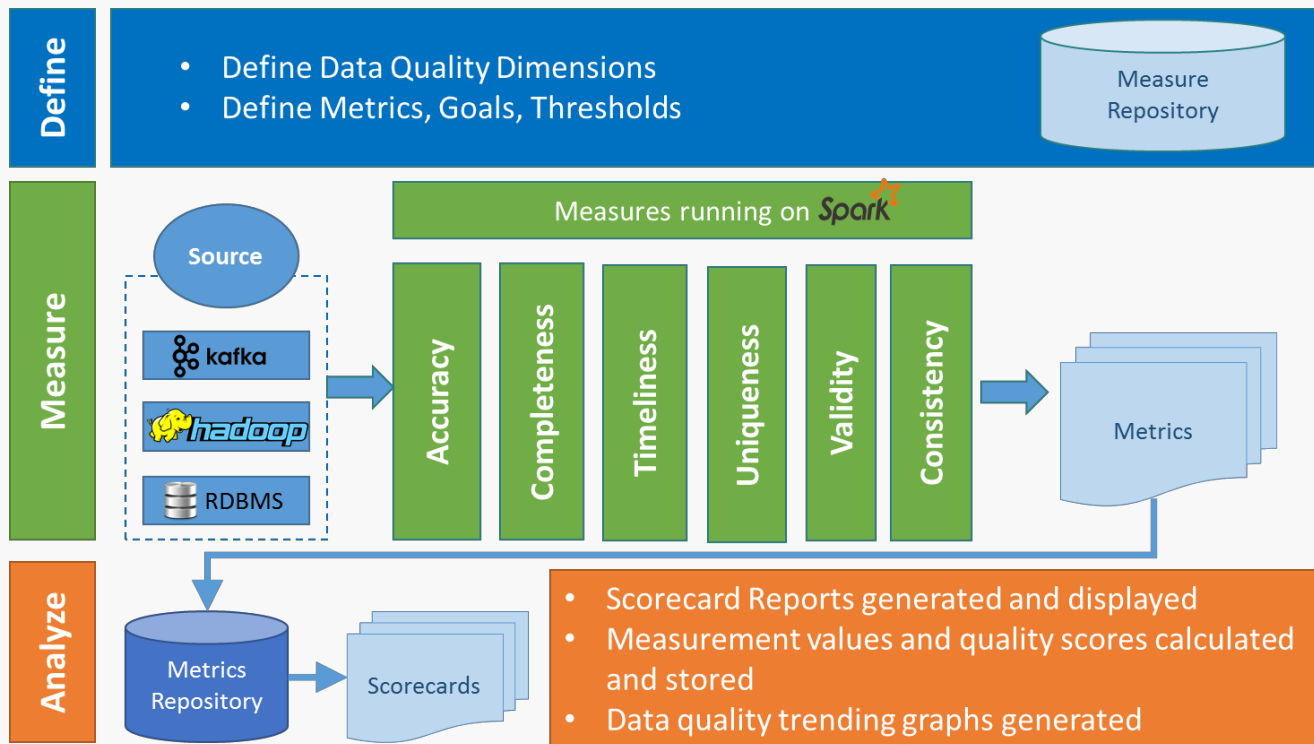 Define
• Define Data Quality Dimensions
• Define Metrics, Goals, Thresholds
Measure
Repository
Measure
Source
kafka
hadoop
RDBMS
Measures running on Spark
Accuracy
Completeness
Timeliness
Uniqueness
Validity
Consistency
Metrics
Analyze
Metrics
Repository
Scorecards
• Scorecard Reports generated and displayed
• Measurement values and quality scores calculated
and stored
• Data quality trending graphs generated